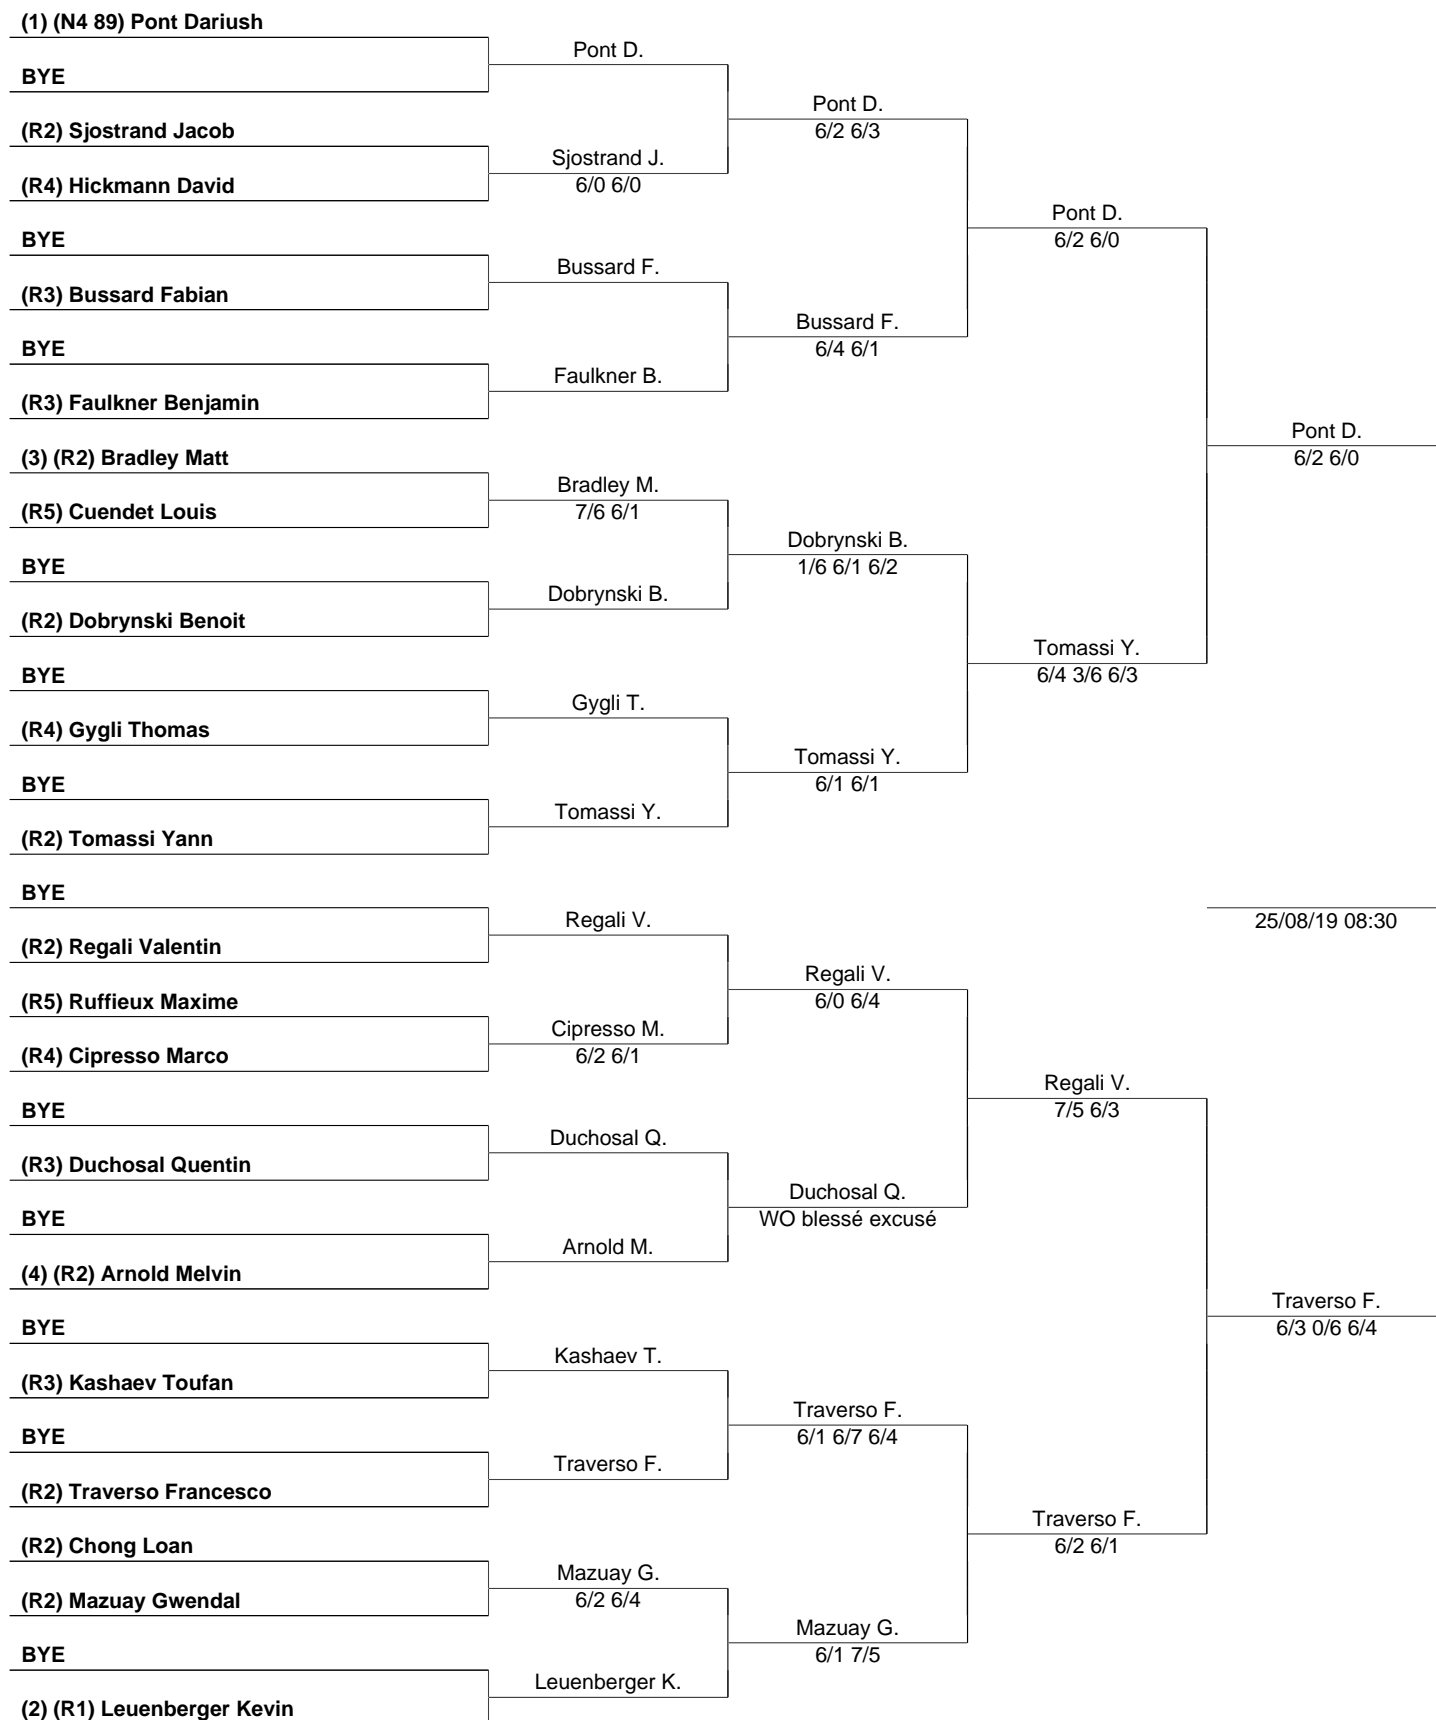 (1) (N4 89) Pont Dariush
BYE
(R2) Sjostrand Jacob
(R4) Hickmann David
BYE
(R3) Bussard Fabian
BYE
(R3) Faulkner Benjamin
(3) (R2) Bradley Matt
(R5) Cuendet Louis
BYE
(R2) Dobrynski Benoit
BYE
(R4) Gygli Thomas
BYE
(R2) Tomassi Yann
BYE
(R2) Regali Valentin
(R5) Ruffieux Maxime
(R4) Cipresso Marco
BYE
(R3) Duchosal Quentin
BYE
(4) (R2) Arnold Melvin
BYE
(R3) Kashaev Toufan
BYE
(R2) Traverso Francesco
(R2) Chong Loan
(R2) Mazuay Gwendal
BYE
(2) (R1) Leuenberger Kevin
Pont D.
Sjostrand J.
6/0 6/0
Bussard F.
Faulkner B.
Bradley M.
7/6 6/1
Dobrynski B.
Gygli T.
Tomassi Y.
Regali V.
Cipresso M.
6/2 6/1
Duchosal Q.
Arnold M.
Kashaev T.
Traverso F.
Mazuay G.
6/2 6/4
Leuenberger K.
Pont D.
6/2 6/3
Bussard F.
6/4 6/1
Dobrynski B.
1/6 6/1 6/2
Tomassi Y.
6/1 6/1
Regali V.
6/0 6/4
Duchosal Q.
WO blessé excusé
Traverso F.
6/1 6/7 6/4
Mazuay G.
6/1 7/5
Pont D.
6/2 6/0
Tomassi Y.
6/4 3/6 6/3
Regali V.
7/5 6/3
Traverso F.
6/2 6/1
Pont D.
6/2 6/0
25/08/19 08:30
Traverso F.
6/3 0/6 6/4